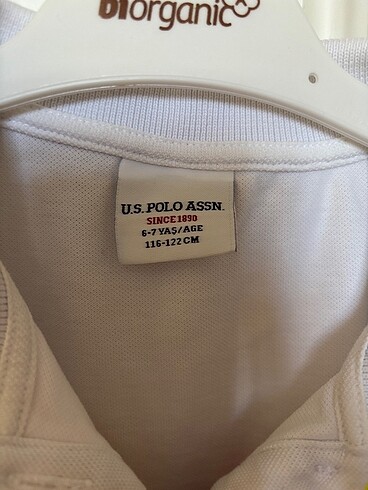 biorganic
U.S. POLO ASSN.
SINCE 1890
6-7 YAŞ/AGE
116-122 CM